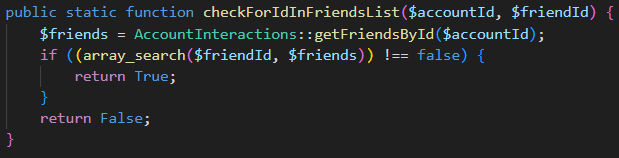 public static function checkForIdInFriendsList($accountId, $friendId) {
    $friends = AccountInteractions::getFriendsById($accountId);
    if ((array_search($friendId, $friends)) !== false) {
        return True;
    }
    return False;
}